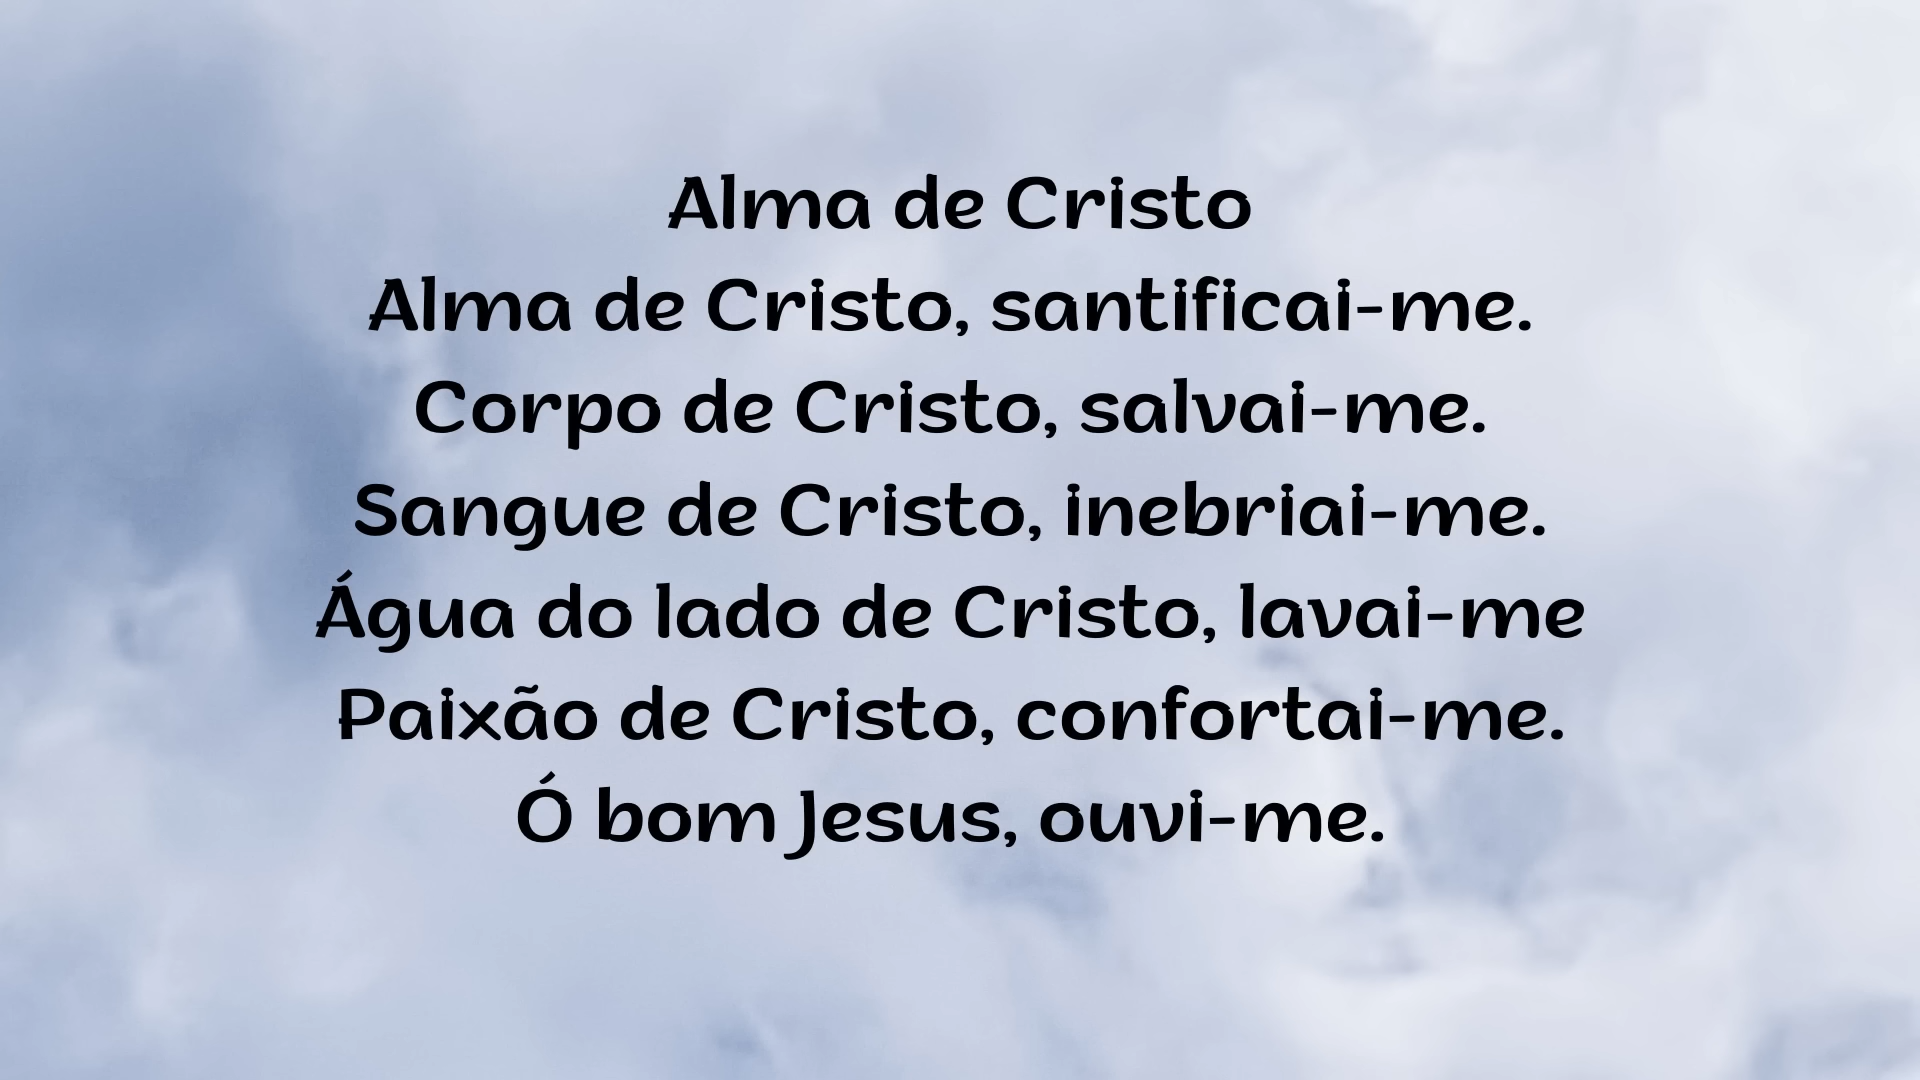 Alma de Cristo
Alma de Cristo, santificai-me.
Corpo de Cristo, salvai-me.
Sangue de Cristo, inebriai-me.
Água do lado de Cristo, lavai-me
Paixão de Cristo, confortai-me.
Ó bom Jesus, ouvi-me.